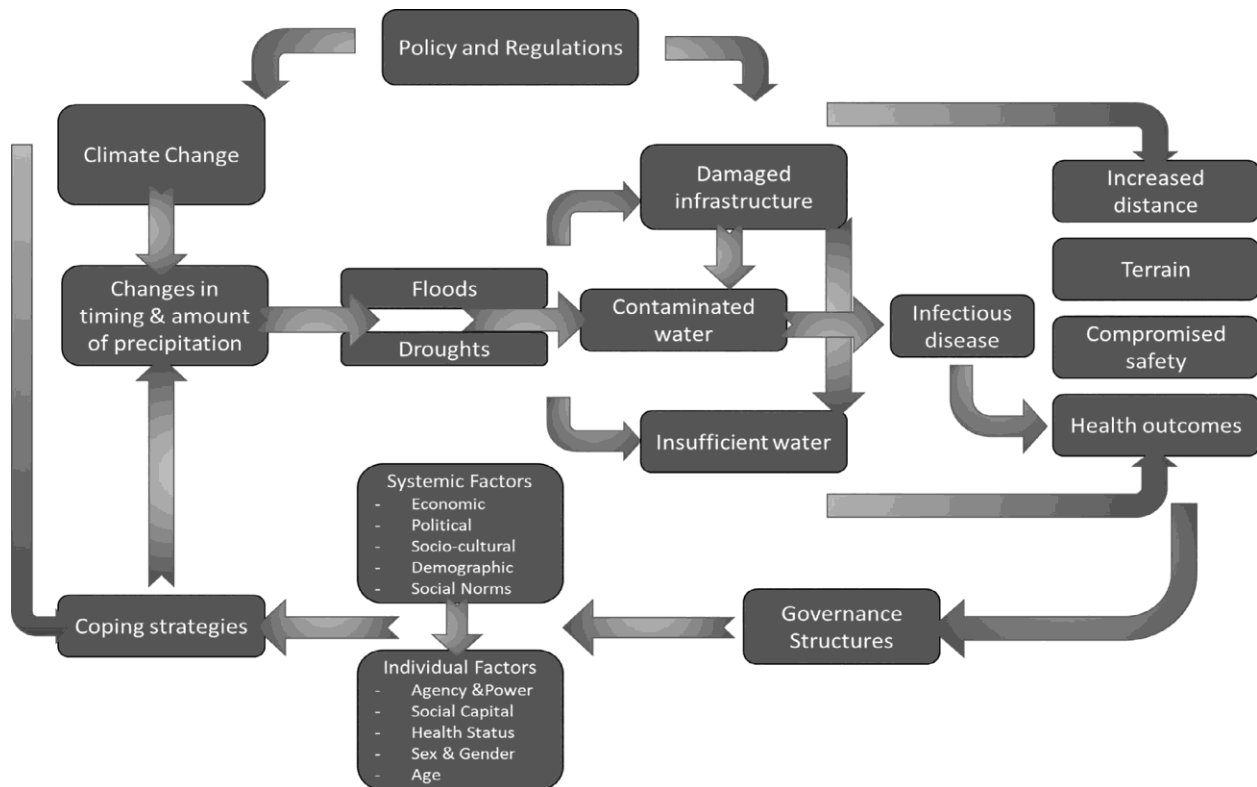 Policy and Regulations
Climate Change
Damaged
infrastructure
Increased
distance
Terrain
Changes in
timing & amount
of precipitation
Floods
Droughts
Contaminated
water
Infectious
disease
Compromised
safety
Insufficient water
Health outcomes
Systemic Factors
- Economic
- Political
- Socio-cultural
- Demographic
- Social Norms
Coping strategies
Governance
Structures
Individual Factors
- Agency &Power
- Social Capital
- Health Status
- Sex & Gender
- Age